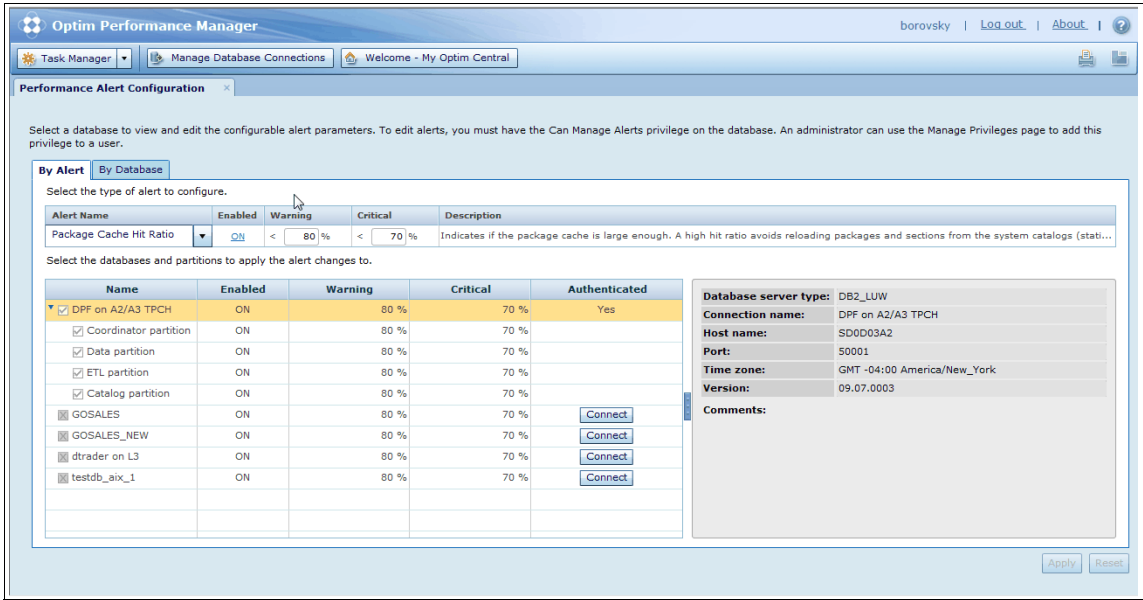 Optim Performance Manager
borovsky | Log out | About | ?
Task Manager Manage Database Connections Welcome - My Optim Central
Performance Alert Configuration ×
Select a database to view and edit the configurable alert parameters. To edit alerts, you must have the Can Manage Alerts privilege on the database. An administrator can use the Manage Privileges page to add this
privilege to a user.
By Alert By Database
Select the type of alert to configure.
Alert Name Enabled Warning Critical Description
Package Cache Hit Ratio ON < 80 % < 70 % Indicates if the package cache is large enough. A high hit ratio avoids reloading packages and sections from the system catalogs (stati...
Select the databases and partitions to apply the alert changes to.
Name Enabled Warning Critical Authenticated
DPF on A2/A3 TPCH ON 80 % 70 % Yes
Coordinator partition ON 80 % 70 %
Data partition ON 80 % 70 %
ETL partition ON 80 % 70 %
Catalog partition ON 80 % 70 %
GOSALES ON 80 % 70 % Connect
GOSALES_NEW ON 80 % 70 % Connect
dtrader on L3 ON 80 % 70 % Connect
testdb_aix_1 ON 80 % 70 % Connect
Database server type: DB2_LUW
Connection name: DPF on A2/A3 TPCH
Host name: SD0D03A2
Port: 50001
Time zone: GMT -04:00 America/New_York
Version: 09.07.0003
Comments:
Apply Reset